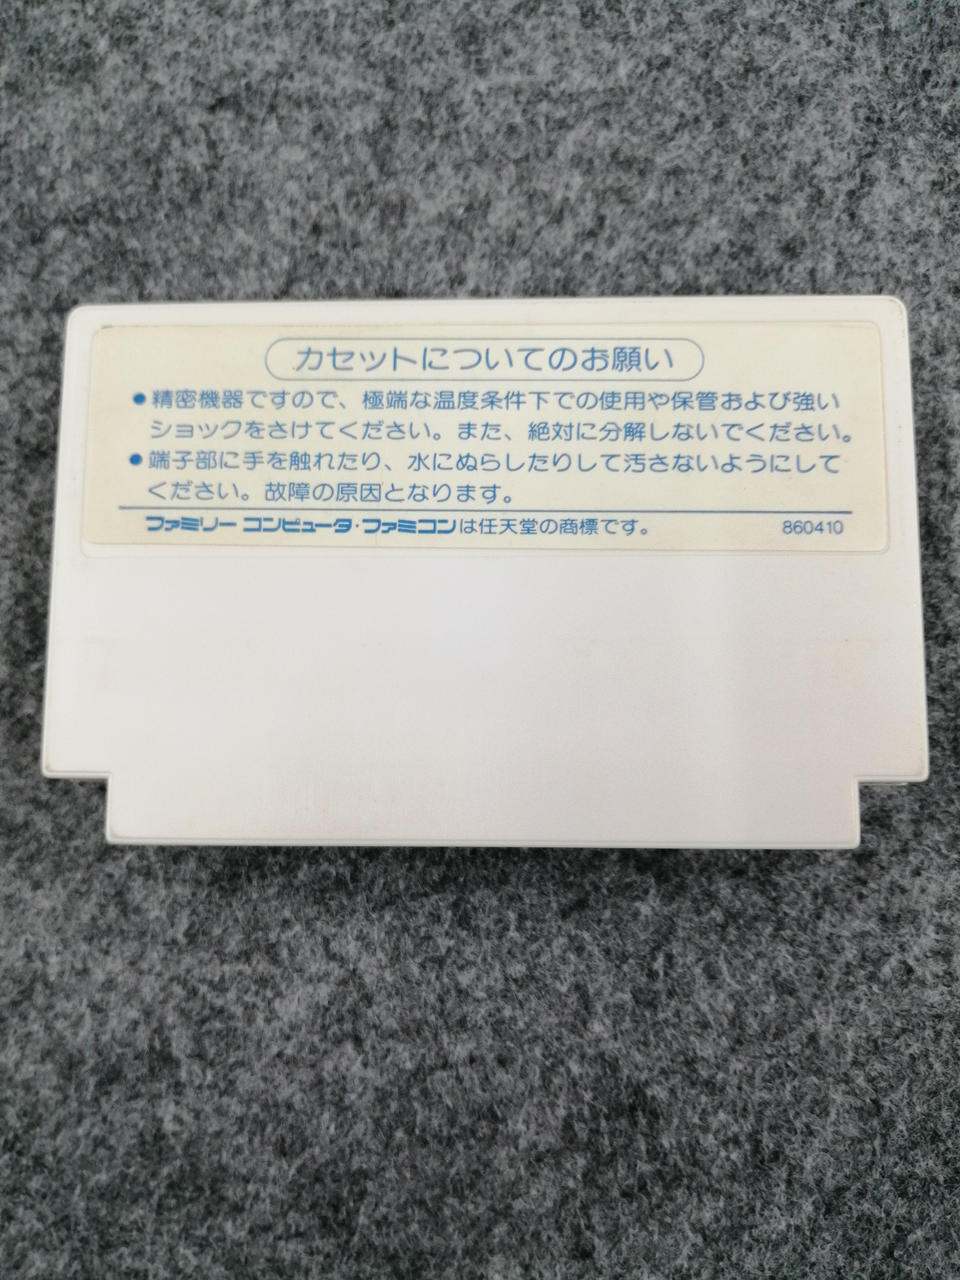 カセットについてのお願い
●精密機器ですので、極端な温度条件下での使用や保管および強い
ショックをさけてください。また、絶対に分解しないでください。
●端子部に手を触れたり、水にぬらしたりして汚さないようにして
ください。故障の原因となります。
ファミリー コンピュータ・ファミコンは任天堂の商標です。 860410